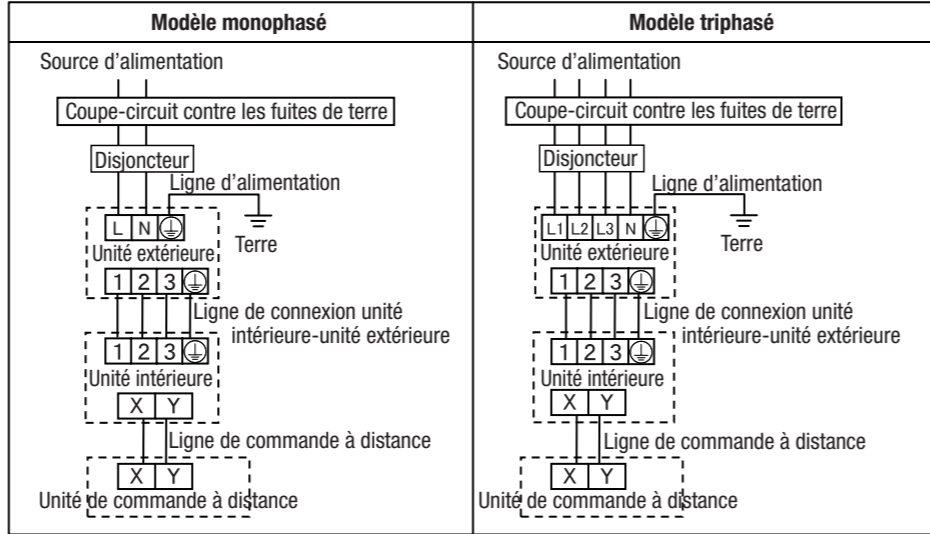 Modèle monophasé
Source d'alimentation
Coupe-circuit contre les fuites de terre
Disjoncteur
Ligne d'alimentation
L N
Terre
Unité extérieure
1 2 3
Ligne de connexion unité
intérieure-unité extérieure
1 2 3
Unité intérieure
X Y
Ligne de commande à distance
X Y
Unité de commande à distance
Modèle triphasé
Source d'alimentation
Coupe-circuit contre les fuites de terre
Disjoncteur
Ligne d'alimentation
L1 L2 L3 N
Terre
Unité extérieure
1 2 3
Ligne de connexion unité
intérieure-unité extérieure
1 2 3
Unité intérieure
X Y
Ligne de commande à distance
X Y
Unité de commande à distance